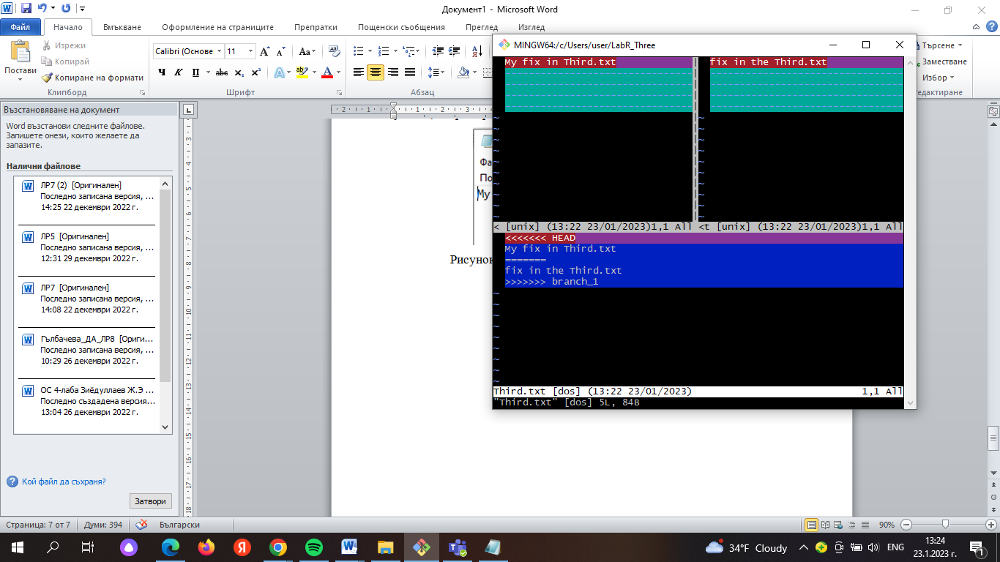 Документ1 - Microsoft Word
Файл Начало Вмъкване Оформление на страниците Препратки Пощенски съобщения Преглед Изглед
Постави
Изрежи
Копирай
Копиране на формати
Клипборд
Calibri (Основе 11
Шрифт
Абзац
Търсене
Заместване
Избор
Редактиране
Възстановяване на документ
Word възстанови следните файлове.
Запишете онези, които желаете да
запазите.
Налични файлове
ЛР7 (2) [Оригинален]
Последно записана версия, ...
14:25 22 декември 2022 г.
ЛР5 [Оригинален]
Последно записана версия, ...
12:31 29 декември 2022 г.
ЛР7 [Оригинален]
Последно записана версия, ...
14:08 22 декември 2022 г.
Гълбачева_ДА_ЛР8 [Ориги...
Последно записана версия, ...
10:29 26 декември 2022 г.
ОС 4-лаба Зиёдуллаев Ж.Э ...
Последно създадена версия...
13:04 26 декември 2022 г.
Кой файл да съхраня?
Затвори
Фа
По
My
Рисунок
MINGW64:/c/Users/user/LabR_Three
My fix in Third.txt
fix in the Third.txt
< [unix] (13:22 23/01/2023)1,1 All <t [unix] (13:22 23/01/2023)1,1 All
<<<<<<< HEAD
My fix in Third.txt
=======
fix in the Third.txt
>>>>>>> branch_1
Third.txt [dos] (13:22 23/01/2023) 1,1 All
"Third.txt" [dos] 5L, 84B
Страница: 7 от 7 Думи: 394 Български 90%
34°F Cloudy ENG 13:24
23.1.2023 г.